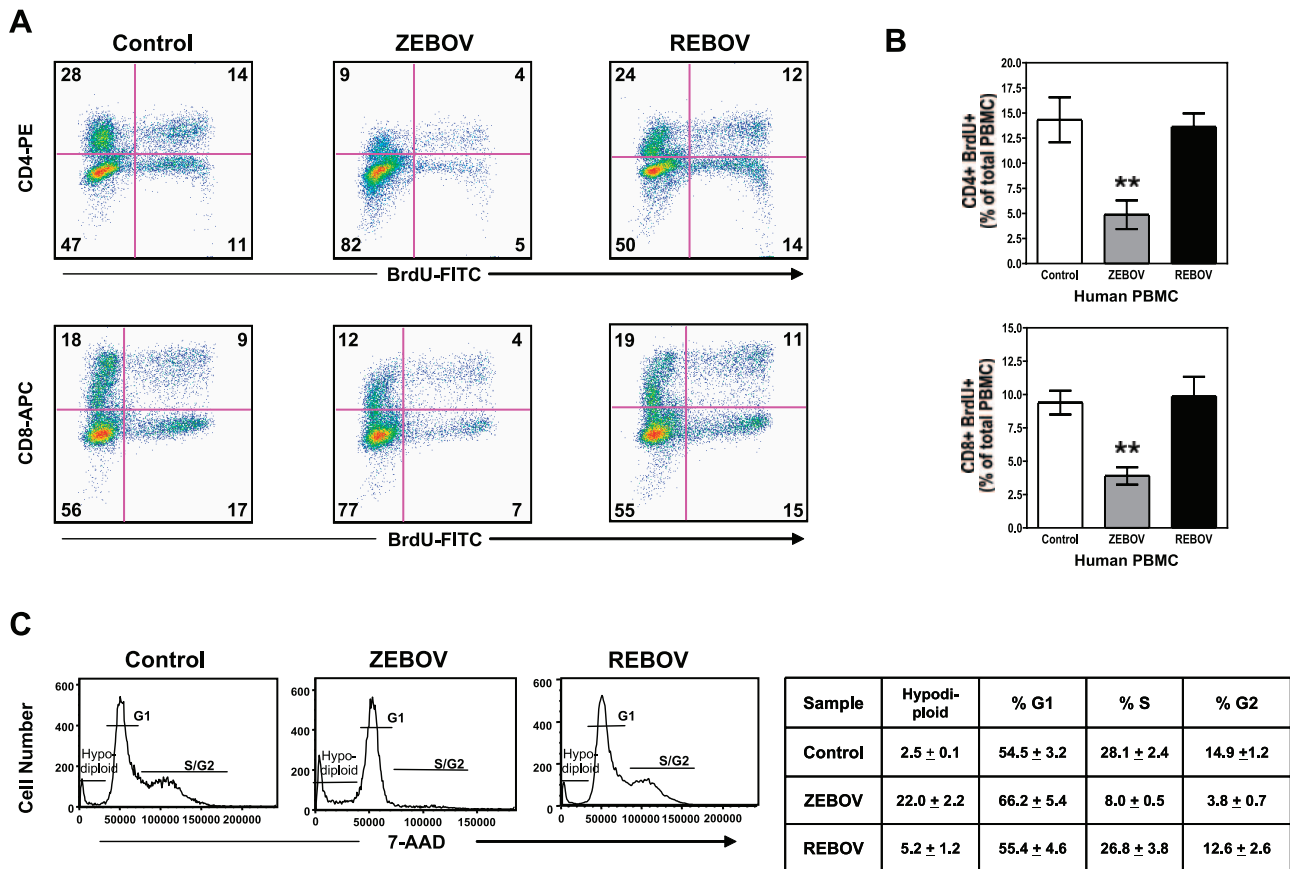 A
Control
ZEBOV
REBOV
28 14
9 4
24 12
CD4-PE
47 11
82 5
50 14
BrdU-FITC
18 9
12 4
19 11
CD8-APC
56 17
77 7
55 15
BrdU-FITC
B
CD4+ BrdU+
(% of total PBMC)
20.0
17.5
15.0
12.5
10.0
7.5
5.0
2.5
0.0
**
Control ZEBOV REBOV
Human PBMC
CD8+ BrdU+
(% of total PBMC)
15.0
12.5
10.0
7.5
5.0
2.5
0.0
**
Control ZEBOV REBOV
Human PBMC
C
Control
ZEBOV
REBOV
Cell Number
600
400
200
0
G1
Hypo-
diploid
S/G2
0 50000 100000 150000 200000
600
500
400
300
200
100
0
G1
Hypo-
diploid
S/G2
0 50000 100000 150000
600
400
200
0
G1
Hypo-
diploid
S/G2
0 50000 100000 150000 200000
7-AAD
Sample Hypodi-
ploid % G1 % S % G2
Control 2.5 ± 0.1 54.5 ± 3.2 28.1 ± 2.4 14.9 ±1.2
ZEBOV 22.0 ± 2.2 66.2 ± 5.4 8.0 ± 0.5 3.8 ± 0.7
REBOV 5.2 ± 1.2 55.4 ± 4.6 26.8 ± 3.8 12.6 ± 2.6